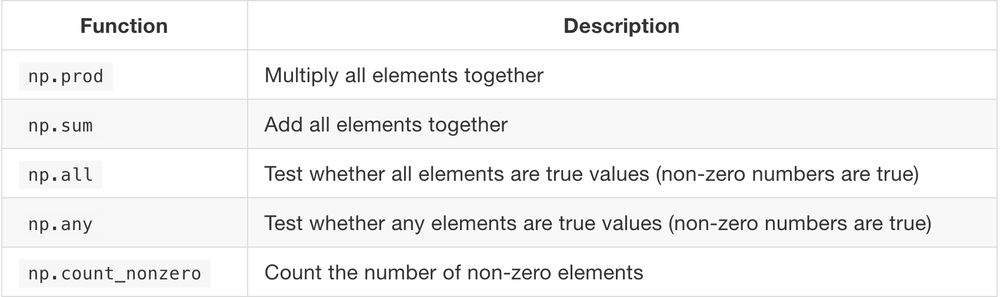 Function Description
np.prod Multiply all elements together
np.sum Add all elements together
np.all Test whether all elements are true values (non-zero numbers are true)
np.any Test whether any elements are true values (non-zero numbers are true)
np.count_nonzero Count the number of non-zero elements